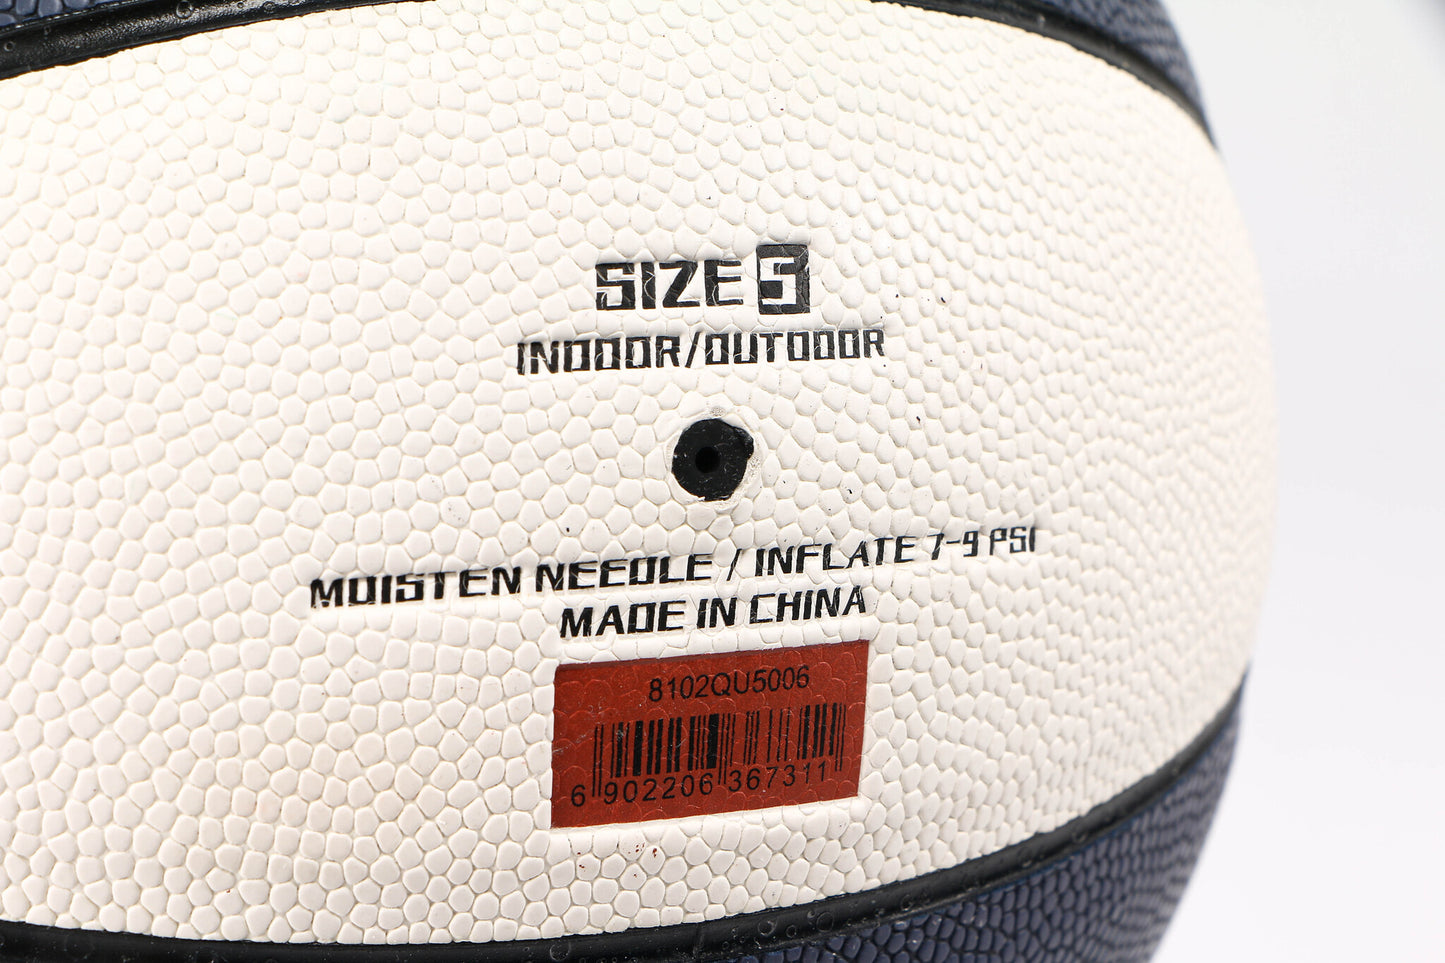 SIZE 5
INDOOR/OUTDOOR
MOISTEN NEEDLE / INFLATE 7-9 PSI
MADE IN CHINA
8102QU5006
6 902206 367311